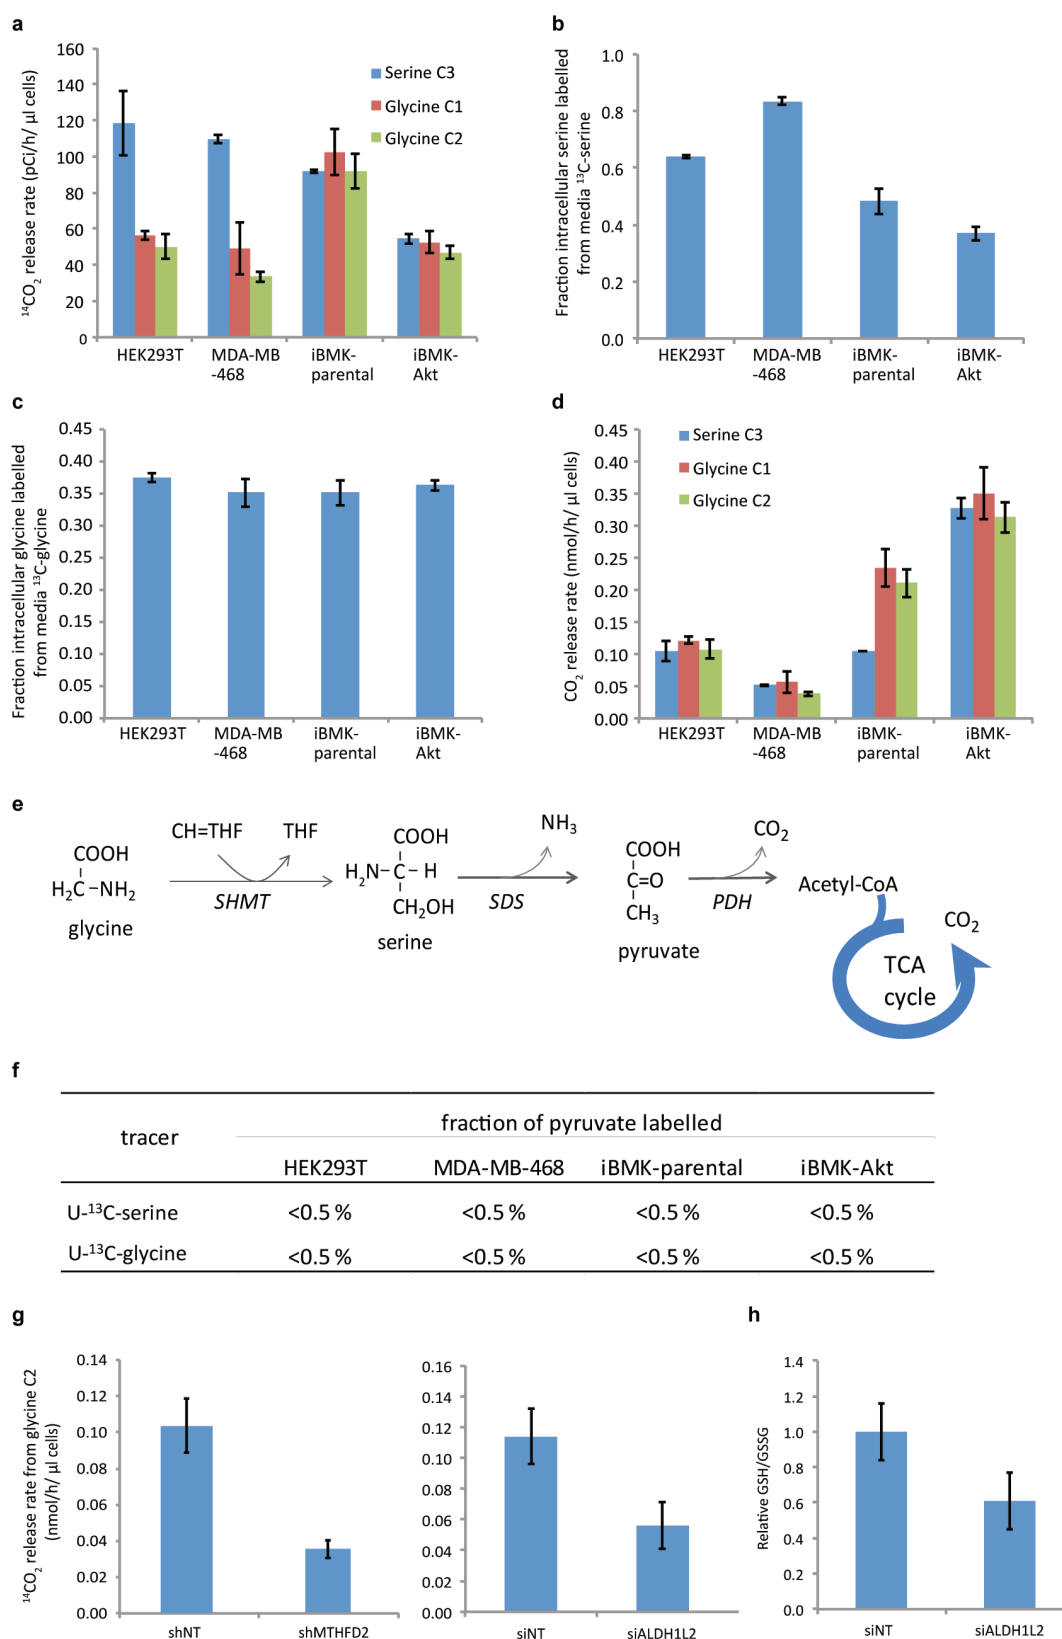 a
¹⁴CO₂ release rate (pCi/h/ µl cells)
160
140
120
100
80
60
40
20
0
Serine C3
Glycine C1
Glycine C2
HEK293T
MDA-MB
-468
iBMK-
parental
iBMK-
Akt
b
Fraction intracellular serine labelled
from media ¹³C-serine
1.0
0.8
0.6
0.4
0.2
0.0
HEK293T
MDA-MB
-468
iBMK-
parental
iBMK-
Akt
c
Fraction intracellular glycine labelled
from media ¹³C-glycine
0.45
0.40
0.35
0.30
0.25
0.20
0.15
0.10
0.05
0.00
HEK293T
MDA-MB
-468
iBMK-
parental
iBMK-
Akt
d
CO₂ release rate (nmol/h/ µl cells)
0.45
0.40
0.35
0.30
0.25
0.20
0.15
0.10
0.05
0.00
Serine C3
Glycine C1
Glycine C2
HEK293T
MDA-MB
-468
iBMK-
parental
iBMK-
Akt
e
COOH
H₂C–NH₂
glycine
CH=THF
THF
SHMT
COOH
H₂N–C–H
CH₂OH
serine
NH₃
SDS
COOH
C=O
CH₃
pyruvate
CO₂
PDH
Acetyl-CoA
CO₂
TCA
cycle
f
tracer
fraction of pyruvate labelled
HEK293T MDA-MB-468 iBMK-parental iBMK-Akt
U-¹³C-serine <0.5 % <0.5 % <0.5 % <0.5 %
U-¹³C-glycine <0.5 % <0.5 % <0.5 % <0.5 %
g
¹⁴CO₂ release rate from glycine C2
(nmol/h/ µl cells)
0.14
0.12
0.10
0.08
0.06
0.04
0.02
0.00
shNT
shMTHFD2
0.16
0.14
0.12
0.10
0.08
0.06
0.04
0.02
0.00
siNT
siALDH1L2
h
Relative GSH/GSSG
1.4
1.2
1.0
0.8
0.6
0.4
0.2
0.0
siNT
siALDH1L2